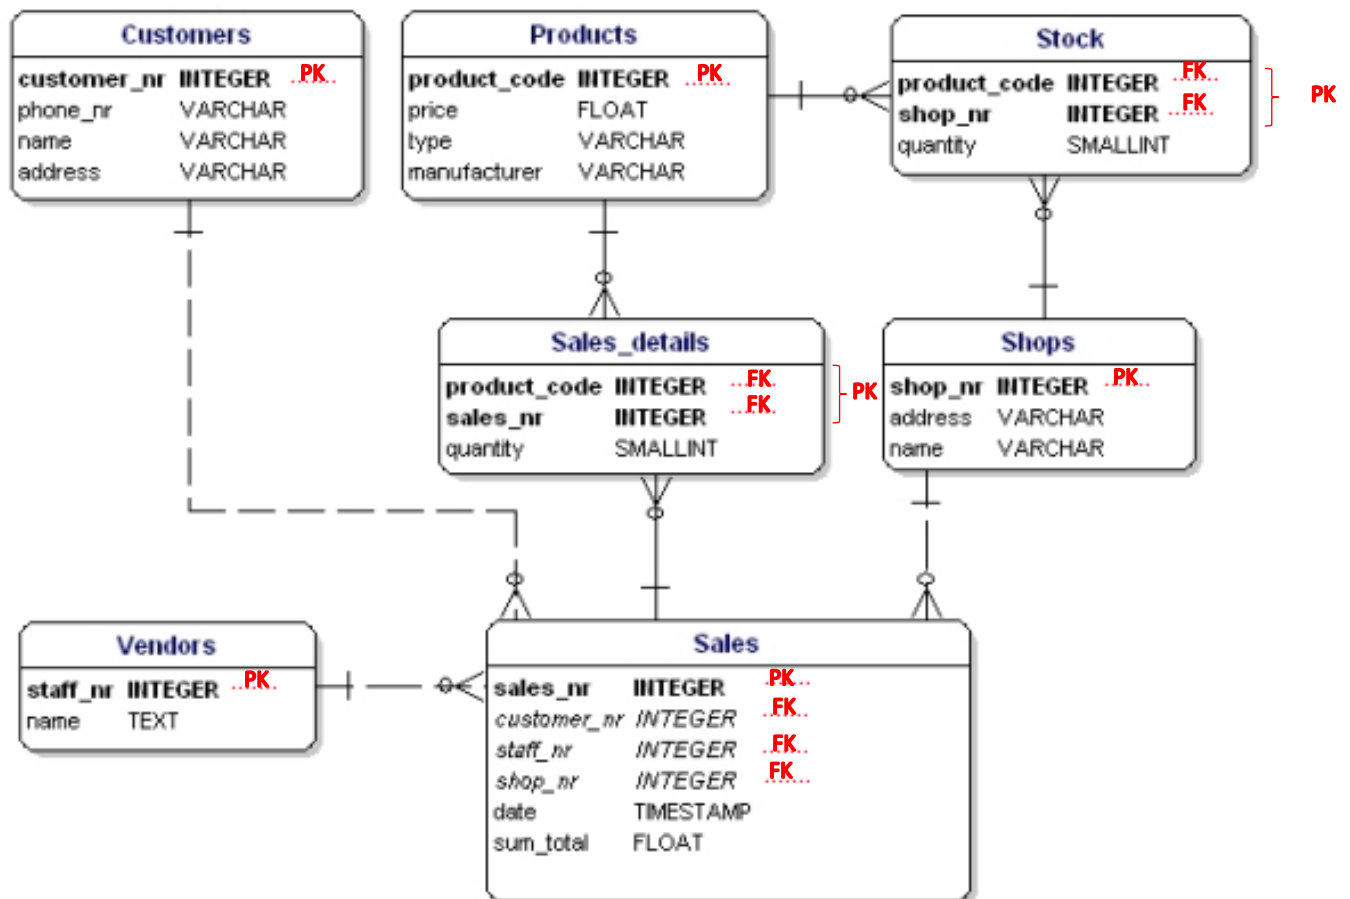 Customers
customer_nr INTEGER PK
phone_nr VARCHAR
name VARCHAR
address VARCHAR
Products
product_code INTEGER PK
price FLOAT
type VARCHAR
manufacturer VARCHAR
Stock
product_code INTEGER FK
shop_nr INTEGER FK
PK
quantity SMALLINT
Sales_details
product_code INTEGER FK
sales_nr INTEGER FK
PK
quantity SMALLINT
Shops
shop_nr INTEGER PK
address VARCHAR
name VARCHAR
Vendors
staff_nr INTEGER PK
name TEXT
Sales
sales_nr INTEGER PK
customer_nr INTEGER FK
staff_nr INTEGER FK
shop_nr INTEGER FK
date TIMESTAMP
sum_total FLOAT